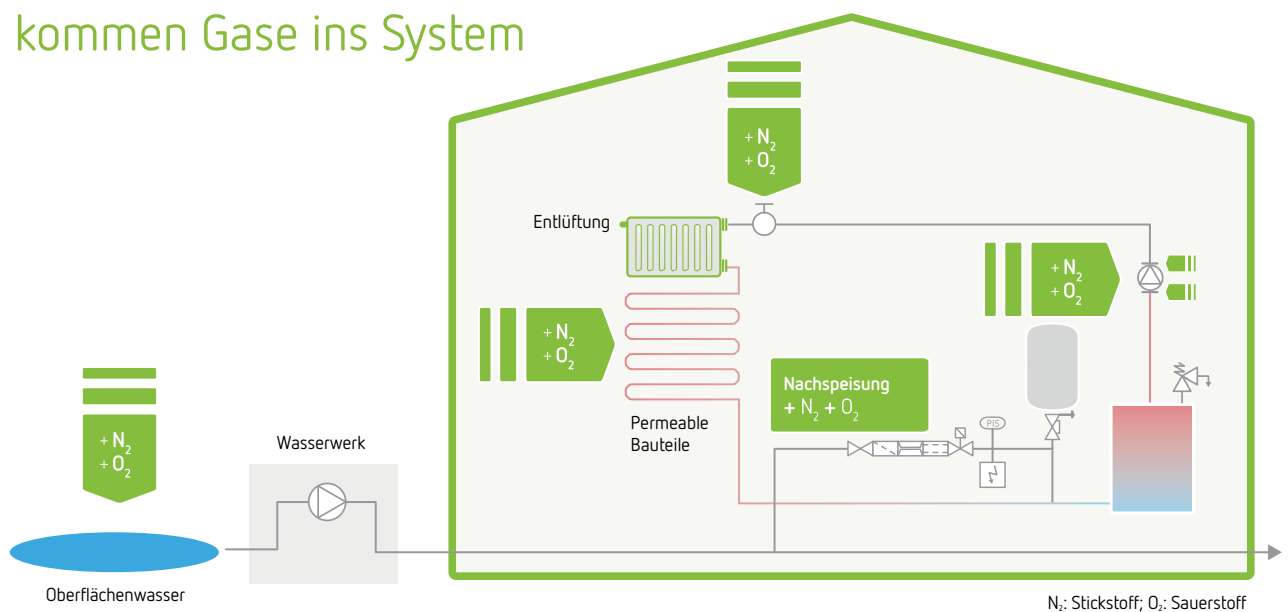 kommen Gase ins System
+ N₂
+ O₂
Entlüftung
+ N₂
+ O₂
+ N₂
+ O₂
Nachspeisung
+ N₂ + O₂
Permeable
Bauteile
PIS
+ N₂
+ O₂
Wasserwerk
Oberflächenwasser
N₂: Stickstoff; O₂: Sauerstoff